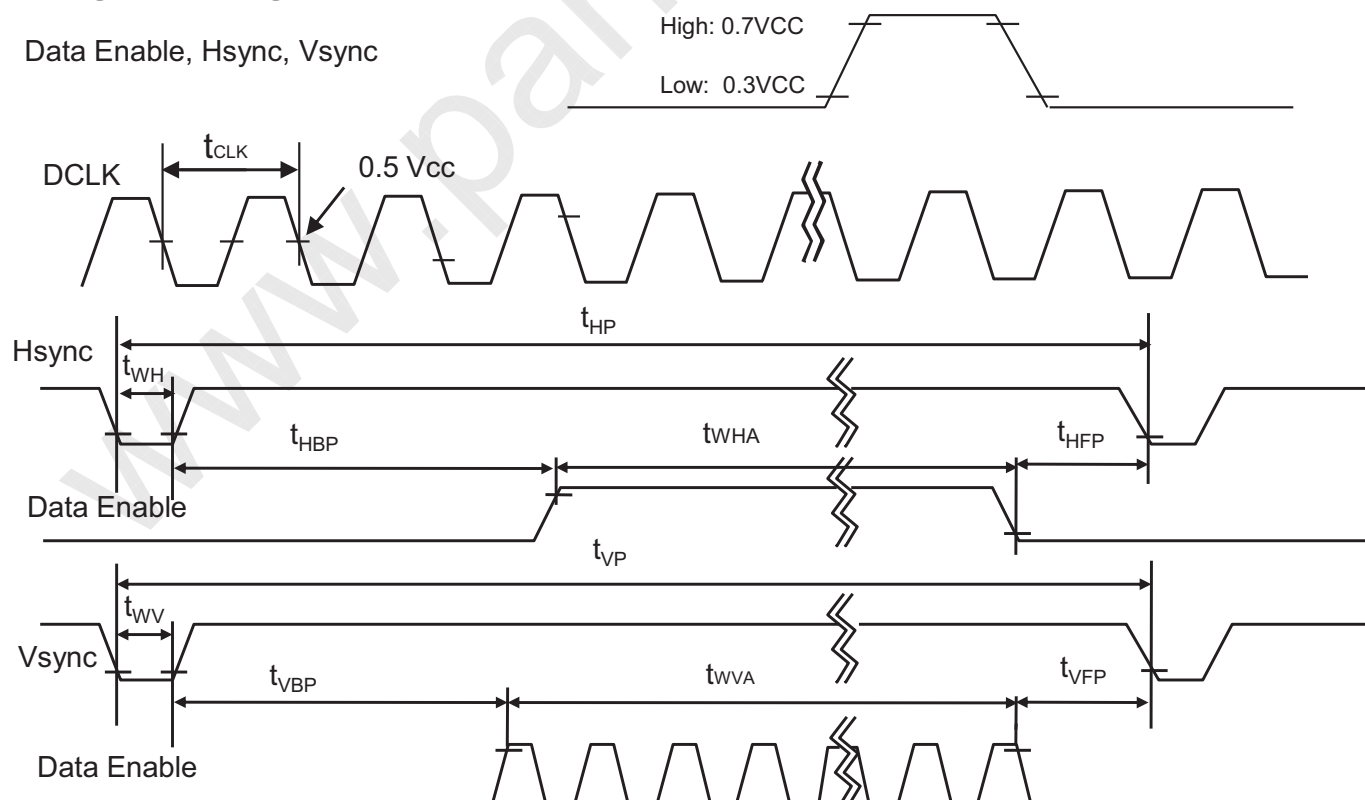 High: 0.7VCC
Data Enable, Hsync, Vsync
Low: 0.3VCC
tCLK
DCLK
0.5 Vcc
tHP
Hsync
tWH
tHBP
tWHA
tHFP
Data Enable
tVP
tWV
Vsync
tVBP
tWVA
tVFP
Data Enable